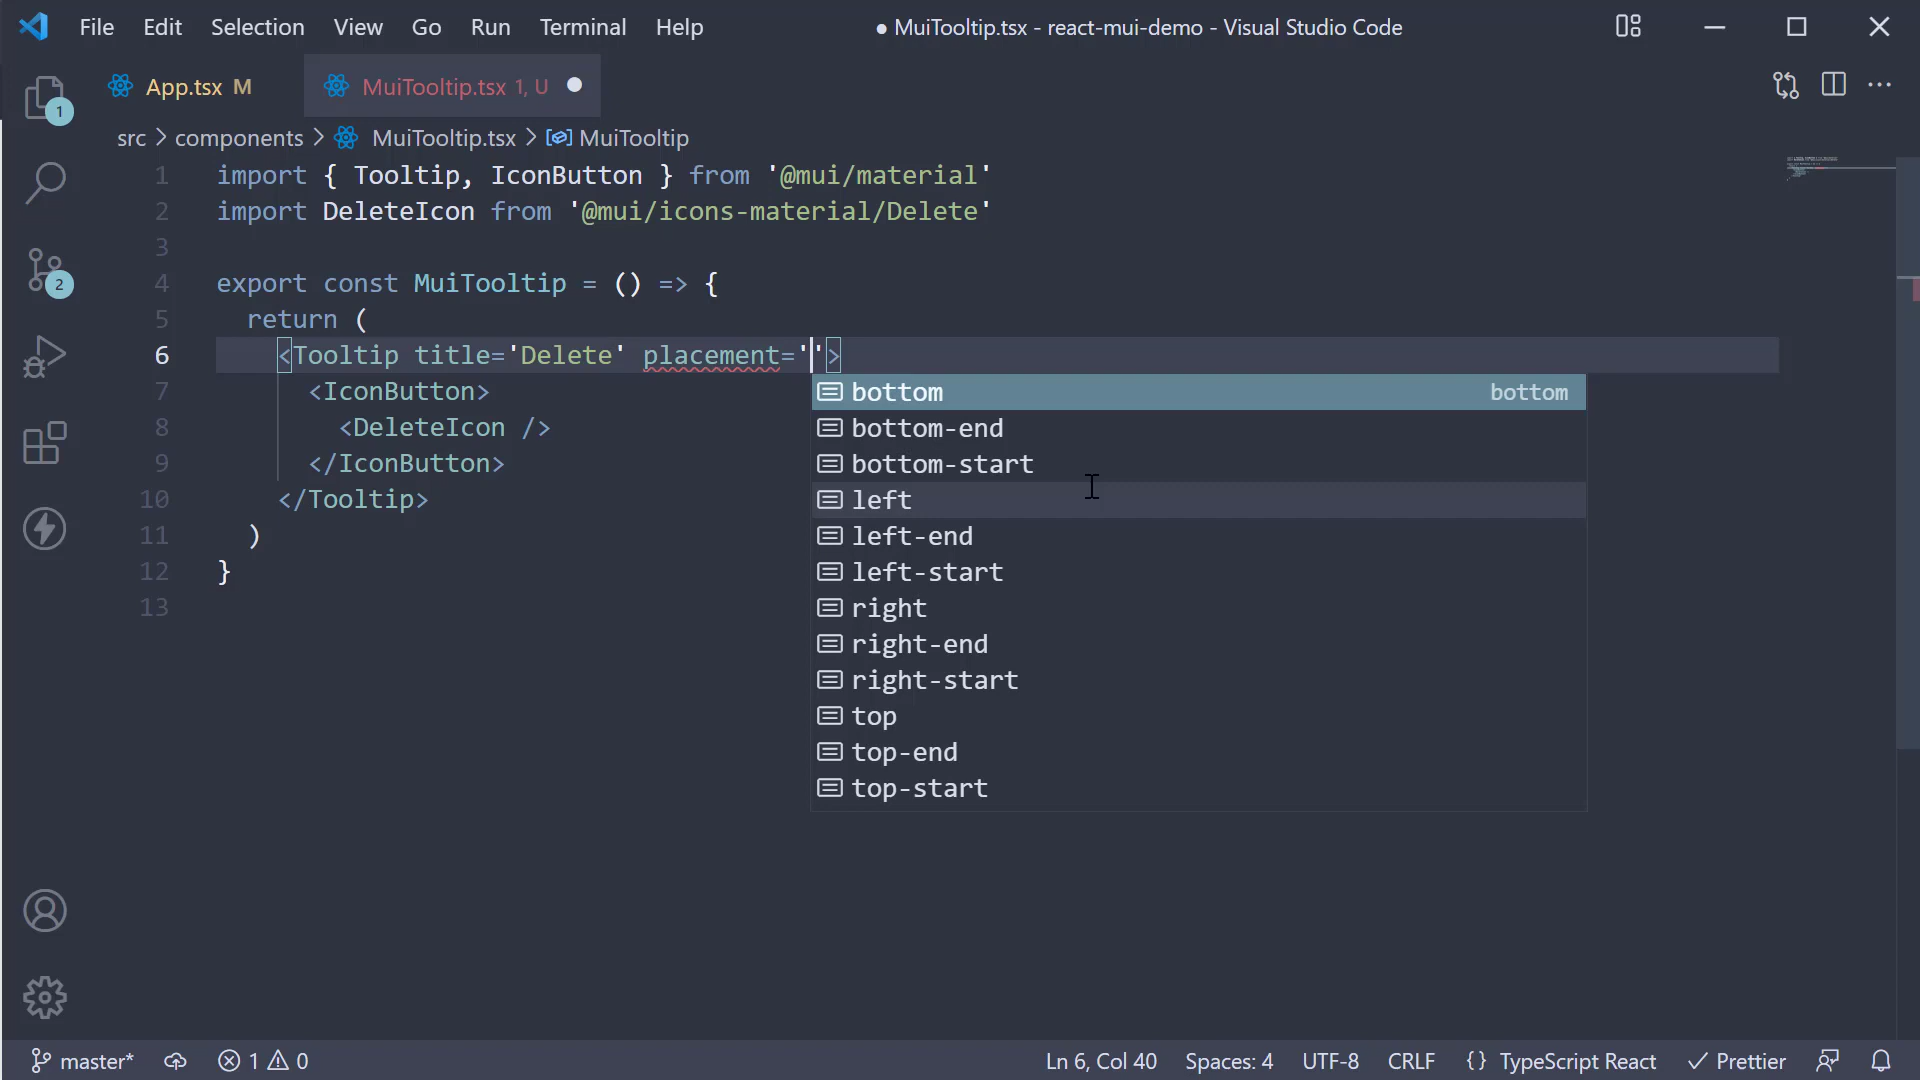 File Edit Selection View Go Run Terminal Help ● MuiTooltip.tsx - react-mui-demo - Visual Studio Code
App.tsx M MuiTooltip.tsx 1, U
src > components > MuiTooltip.tsx > MuiTooltip
1 import { Tooltip, IconButton } from '@mui/material'
2 import DeleteIcon from '@mui/icons-material/Delete'
3
4 export const MuiTooltip = () => {
5 return (
6 <Tooltip title='Delete' placement=''>
7 <IconButton>
8 <DeleteIcon />
9 </IconButton>
10 </Tooltip>
11 )
12 }
13
bottom bottom
bottom-end
bottom-start
left
left-end
left-start
right
right-end
right-start
top
top-end
top-start
1
2
master* 1 0 Ln 6, Col 40 Spaces: 4 UTF-8 CRLF {} TypeScript React Prettier